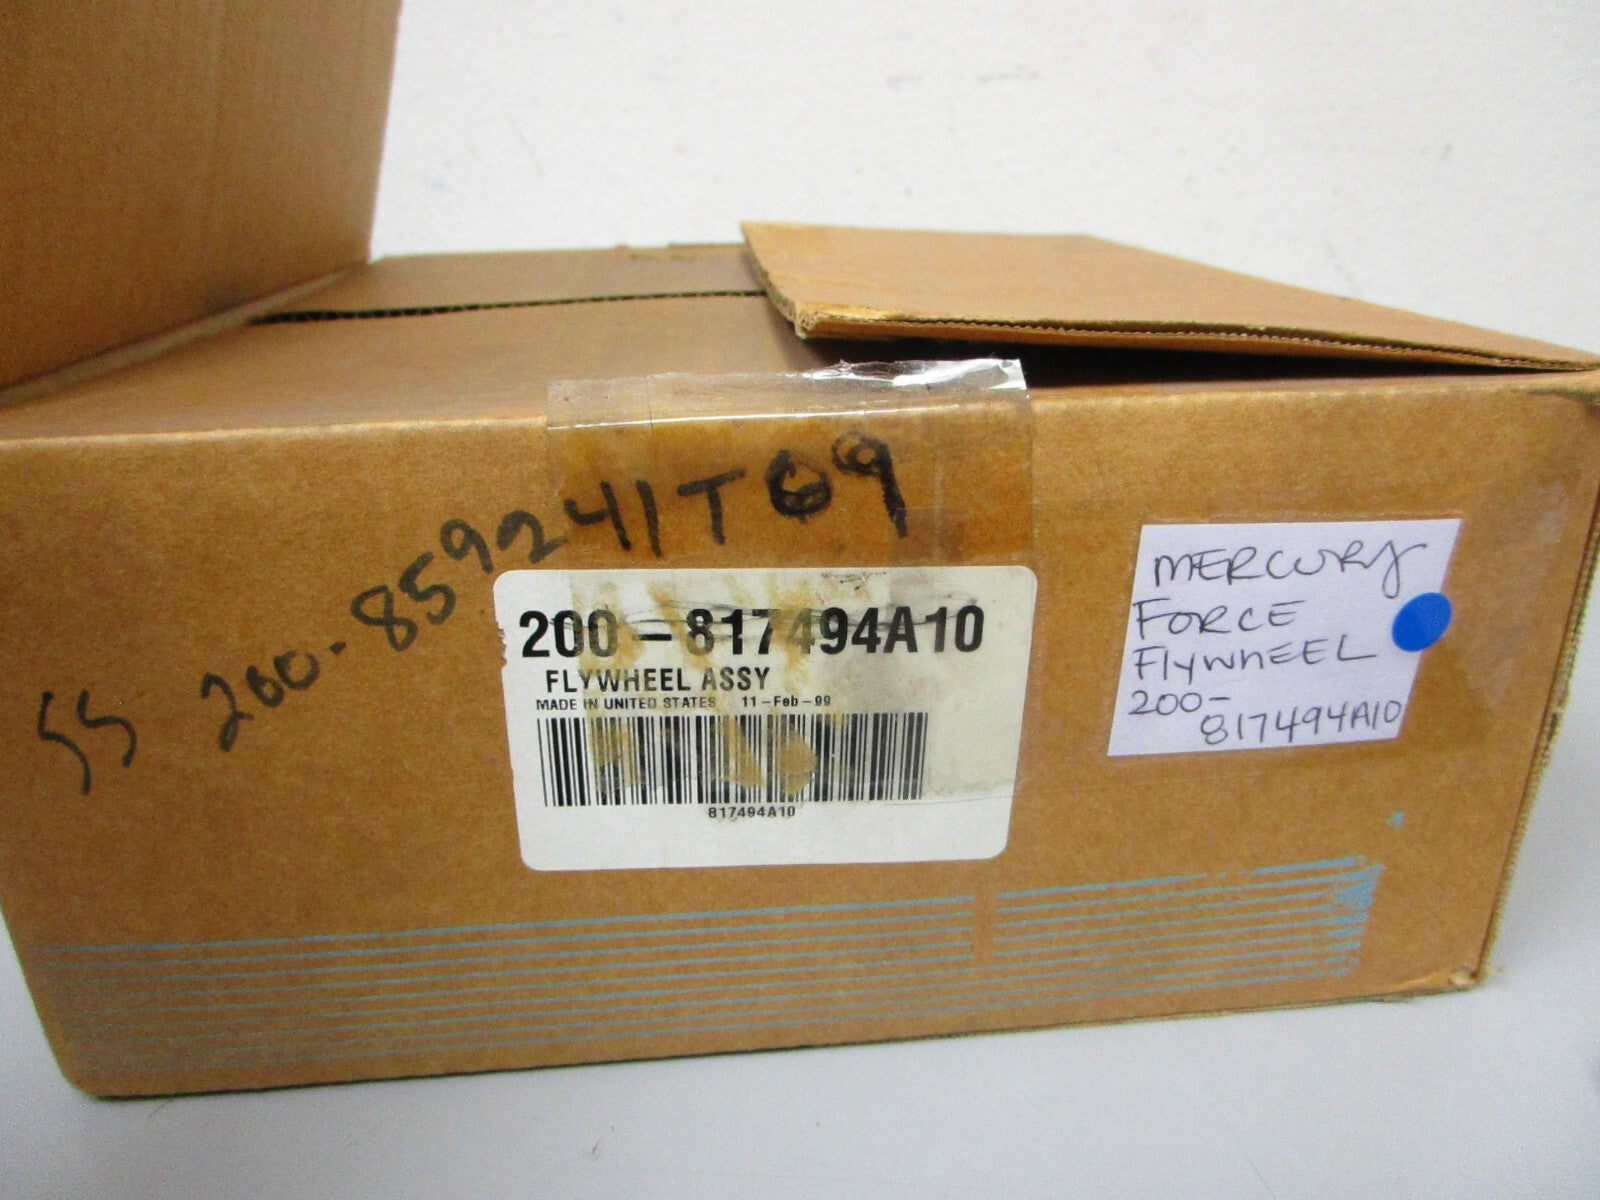 SS 200-859241T09
200-817494A10
FLYWHEEL ASSY
MADE IN UNITED STATES 11-Feb-99
817494A10
MERCURY
FORCE
FlywhEEL
200-
817494A10